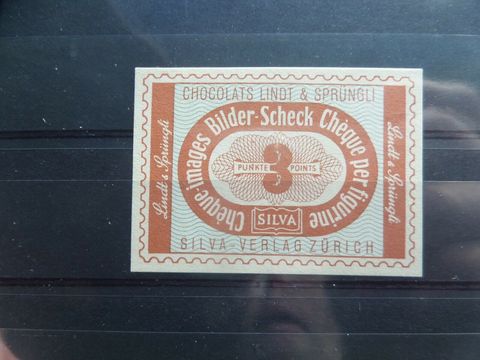 CHOCOLATS LINDT & SPRÜNGLI
Lindt & Sprüngli
Chèque-images Bilder-Scheck Chèque per figurine
PUNKTE 3 POINTS
SILVA
Lindt & Sprüngli
SILVA-VERLAG ZÜRICH